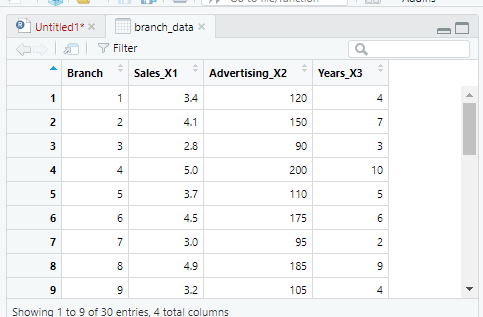 Go to file/function
Addins
Untitled1* × branch_data ×
Filter
Branch Sales_X1 Advertising_X2 Years_X3
1 1 3.4 120 4
2 2 4.1 150 7
3 3 2.8 90 3
4 4 5.0 200 10
5 5 3.7 110 5
6 6 4.5 175 6
7 7 3.0 95 2
8 8 4.9 185 9
9 9 3.2 105 4
Showing 1 to 9 of 30 entries, 4 total columns